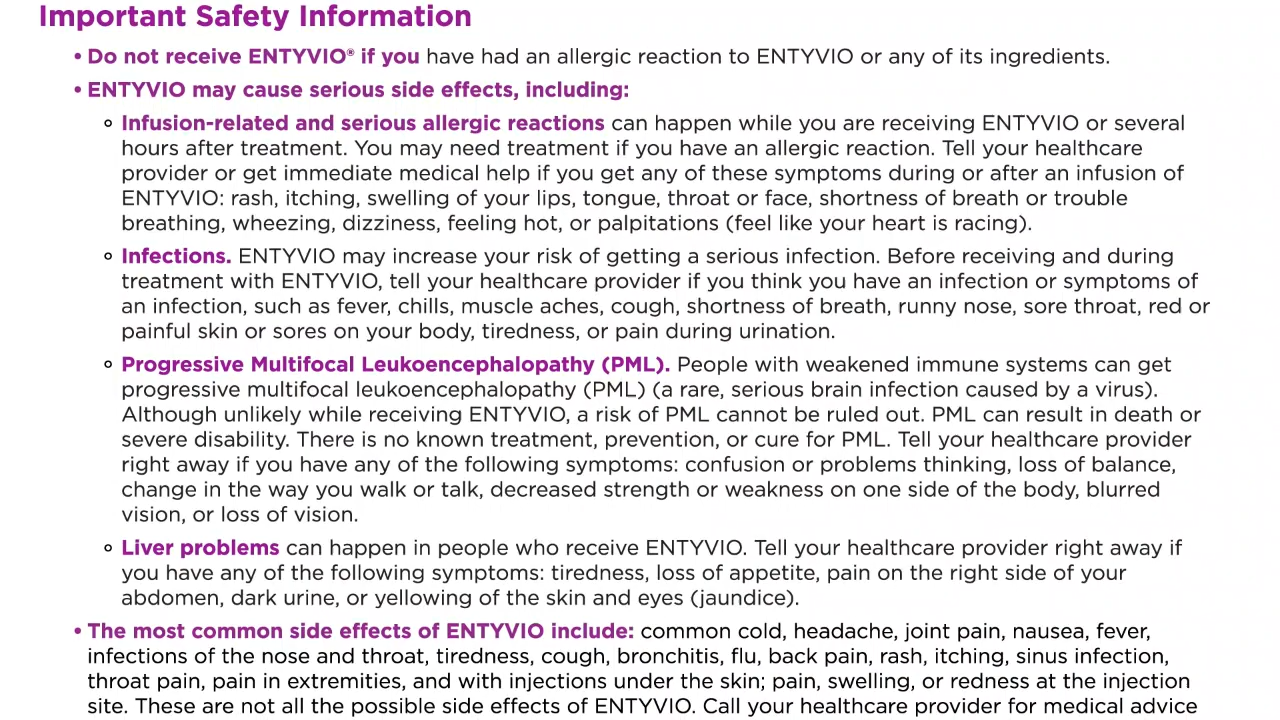 Important Safety Information
• Do not receive ENTYVIO® if you have had an allergic reaction to ENTYVIO or any of its ingredients.
• ENTYVIO may cause serious side effects, including:
◦ Infusion-related and serious allergic reactions can happen while you are receiving ENTYVIO or several
hours after treatment. You may need treatment if you have an allergic reaction. Tell your healthcare
provider or get immediate medical help if you get any of these symptoms during or after an infusion of
ENTYVIO: rash, itching, swelling of your lips, tongue, throat or face, shortness of breath or trouble
breathing, wheezing, dizziness, feeling hot, or palpitations (feel like your heart is racing).
◦ Infections. ENTYVIO may increase your risk of getting a serious infection. Before receiving and during
treatment with ENTYVIO, tell your healthcare provider if you think you have an infection or symptoms of
an infection, such as fever, chills, muscle aches, cough, shortness of breath, runny nose, sore throat, red or
painful skin or sores on your body, tiredness, or pain during urination.
◦ Progressive Multifocal Leukoencephalopathy (PML). People with weakened immune systems can get
progressive multifocal leukoencephalopathy (PML) (a rare, serious brain infection caused by a virus).
Although unlikely while receiving ENTYVIO, a risk of PML cannot be ruled out. PML can result in death or
severe disability. There is no known treatment, prevention, or cure for PML. Tell your healthcare provider
right away if you have any of the following symptoms: confusion or problems thinking, loss of balance,
change in the way you walk or talk, decreased strength or weakness on one side of the body, blurred
vision, or loss of vision.
◦ Liver problems can happen in people who receive ENTYVIO. Tell your healthcare provider right away if
you have any of the following symptoms: tiredness, loss of appetite, pain on the right side of your
abdomen, dark urine, or yellowing of the skin and eyes (jaundice).
• The most common side effects of ENTYVIO include: common cold, headache, joint pain, nausea, fever,
infections of the nose and throat, tiredness, cough, bronchitis, flu, back pain, rash, itching, sinus infection,
throat pain, pain in extremities, and with injections under the skin; pain, swelling, or redness at the injection
site. These are not all the possible side effects of ENTYVIO. Call your healthcare provider for medical advice